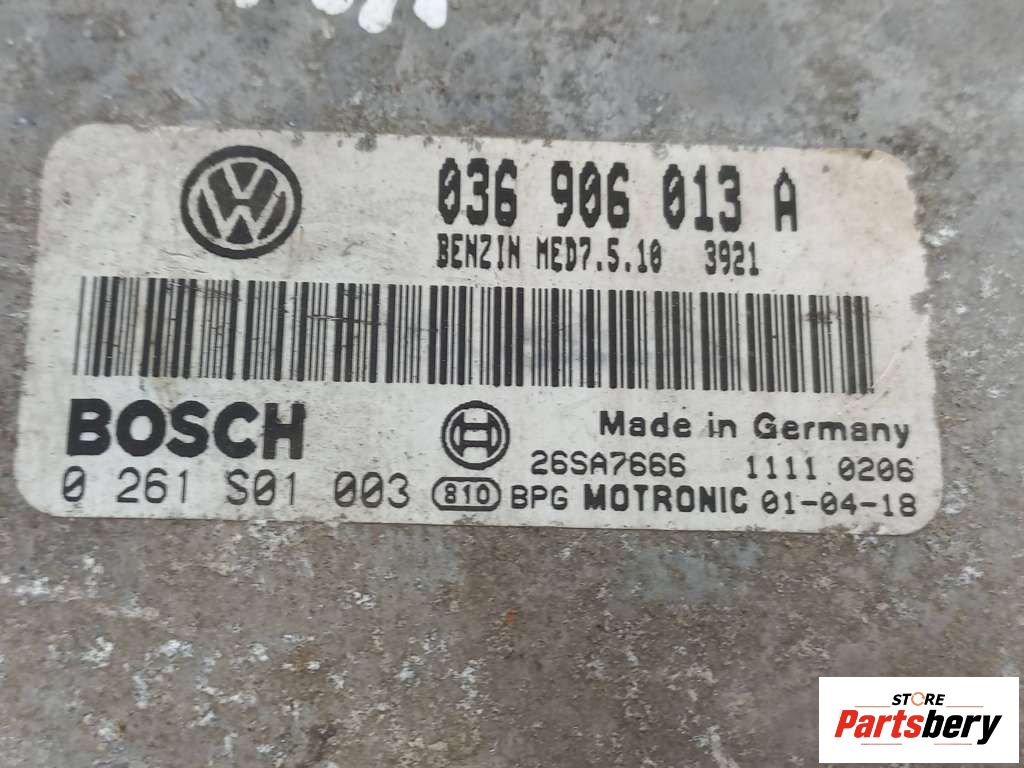 036 906 013 A
BENZIN MED7.5.10 3921
BOSCH
Made in Germany
26SA7666 1111 0206
0 261 S01 003 810 BPG MOTRONIC 01-04-18
STORE
Partsbery